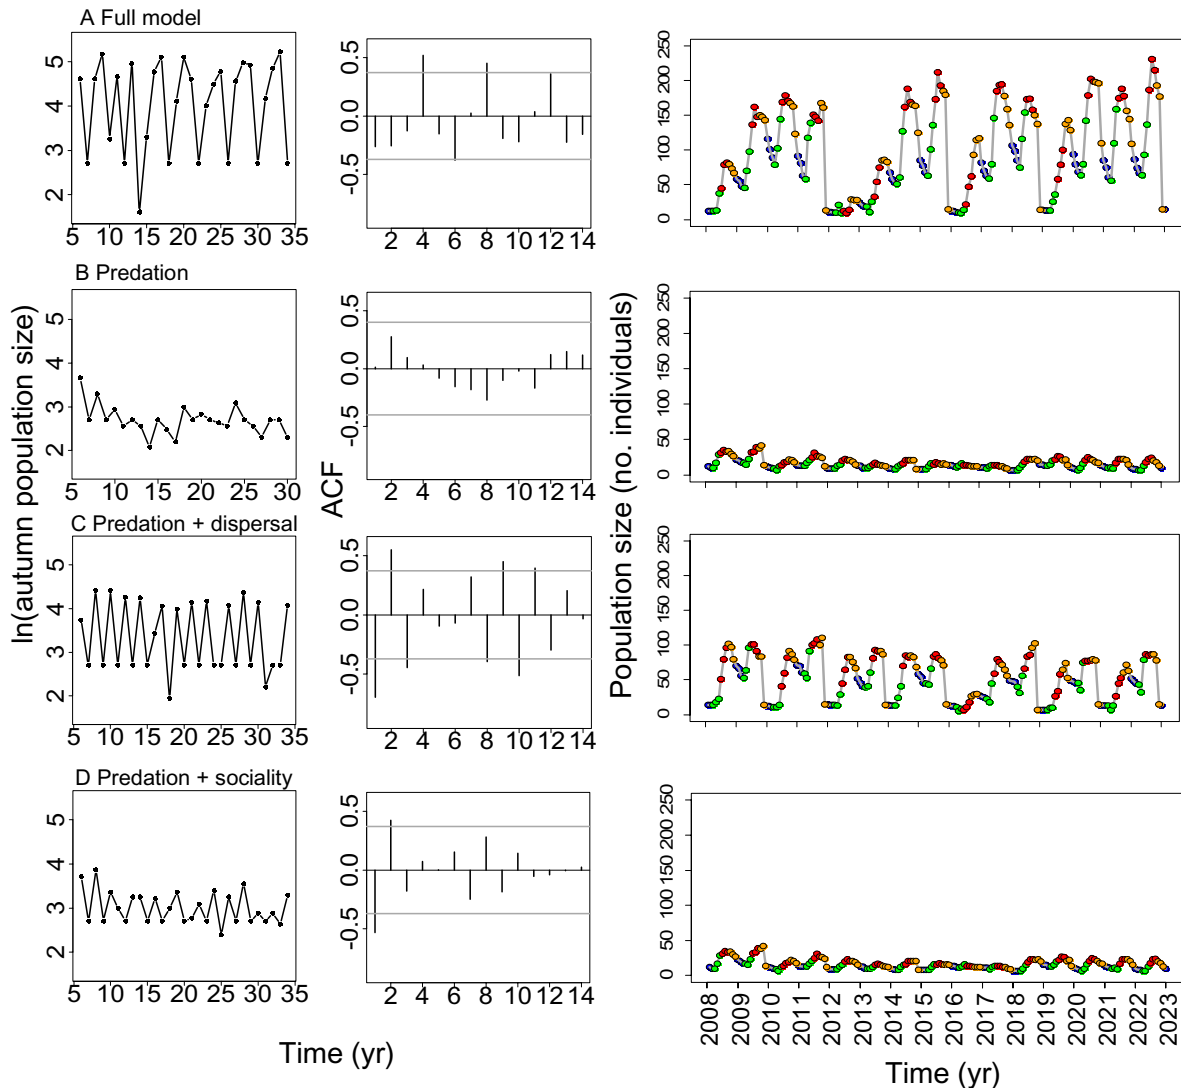 A Full model
5
4
3
2
5 10 15 20 25 30 35
0.5
0.0
-0.5
2 4 6 8 10 12 14
250
200
150
100
50
0
2008 2009 2010 2011 2012 2013 2014 2015 2016 2017 2018 2019 2020 2021 2022 2023
B Predation
5
4
3
2
5 10 15 20 25 30
0.5
0.0
-0.5
2 4 6 8 10 12 14
250
200
150
100
50
0
C Predation + dispersal
5
4
3
2
5 10 15 20 25 30 35
0.5
0.0
-0.5
2 4 6 8 10 12 14
250
200
150
100
50
0
D Predation + sociality
5
4
3
2
5 10 15 20 25 30 35
0.5
0.0
-0.5
2 4 6 8 10 12 14
250
200
150
100
50
0
ln(autumn population size)
ACF
Population size (no. individuals)
Time (yr)
Time (yr)